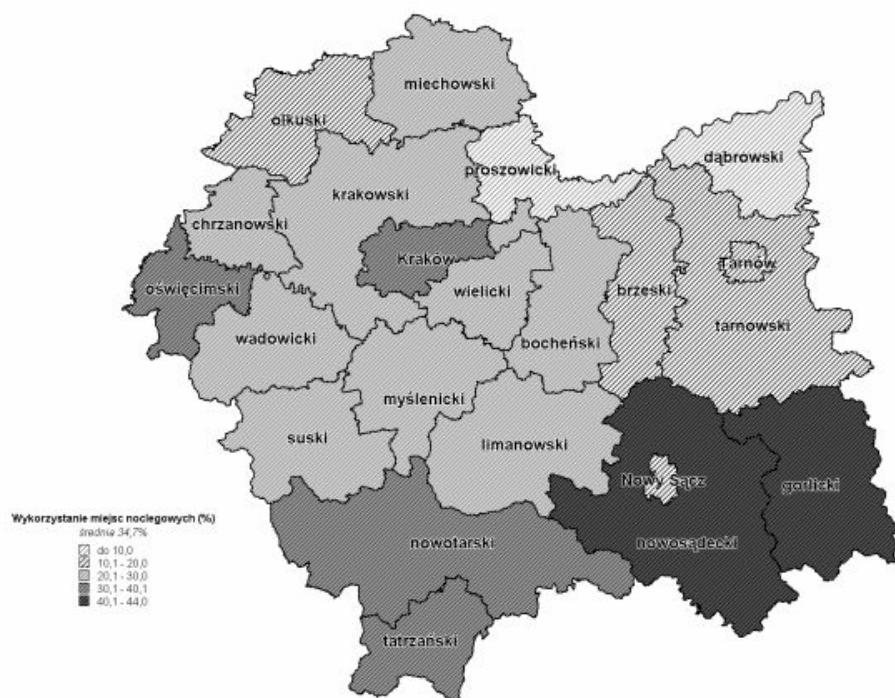 miechowski
olkuski
dąbrowski
proszowicki
krakowski
chrzanowski
Kraków
Tarnów
oświęcimski
wielicki
brzeski
tarnowski
wadowicki
bocheński
myślenicki
suski
limanowski
Nowy Sącz
gorlicki
nowotarski
nowosądecki
tatrzański
Wykorzystanie miejsc noclegowych (%)
średnia 34,7%
do 10,0
10,1 - 20,0
20,1 - 30,0
30,1 - 40,1
40,1 - 44,0